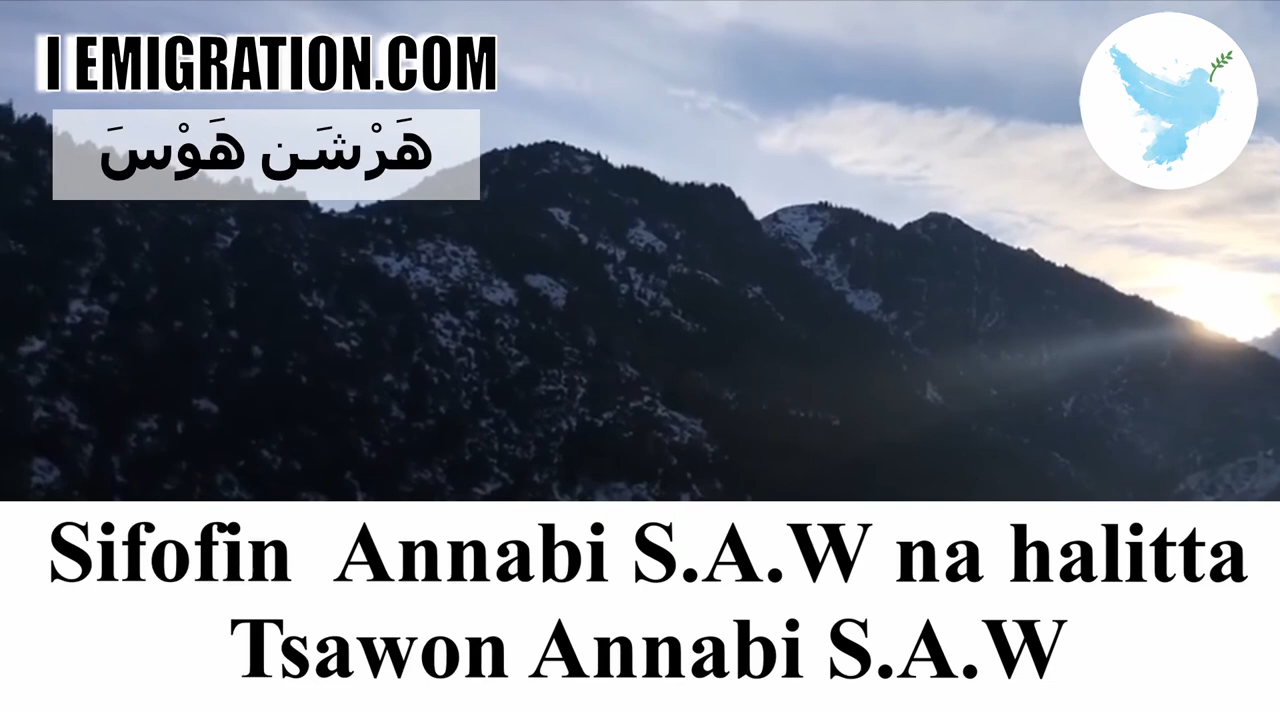 I EMIGRATION.COM
هَرْشَن هَوْسَ
Sifofin Annabi S.A.W na halitta
Tsawon Annabi S.A.W